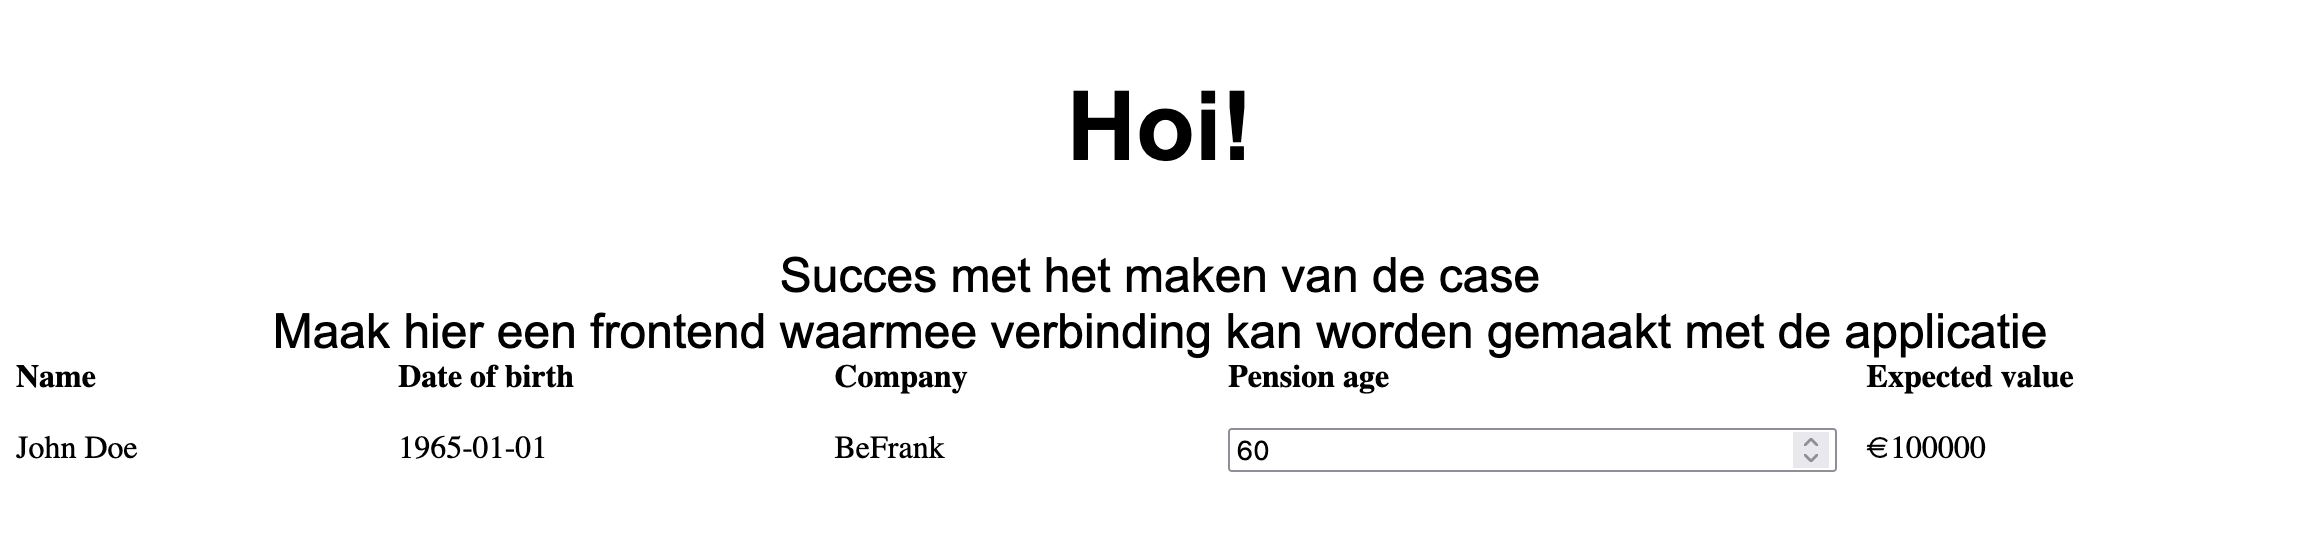 Hoi!
Succes met het maken van de case
Maak hier een frontend waarmee verbinding kan worden gemaakt met de applicatie
Name Date of birth Company Pension age Expected value
John Doe 1965-01-01 BeFrank 60 €100000